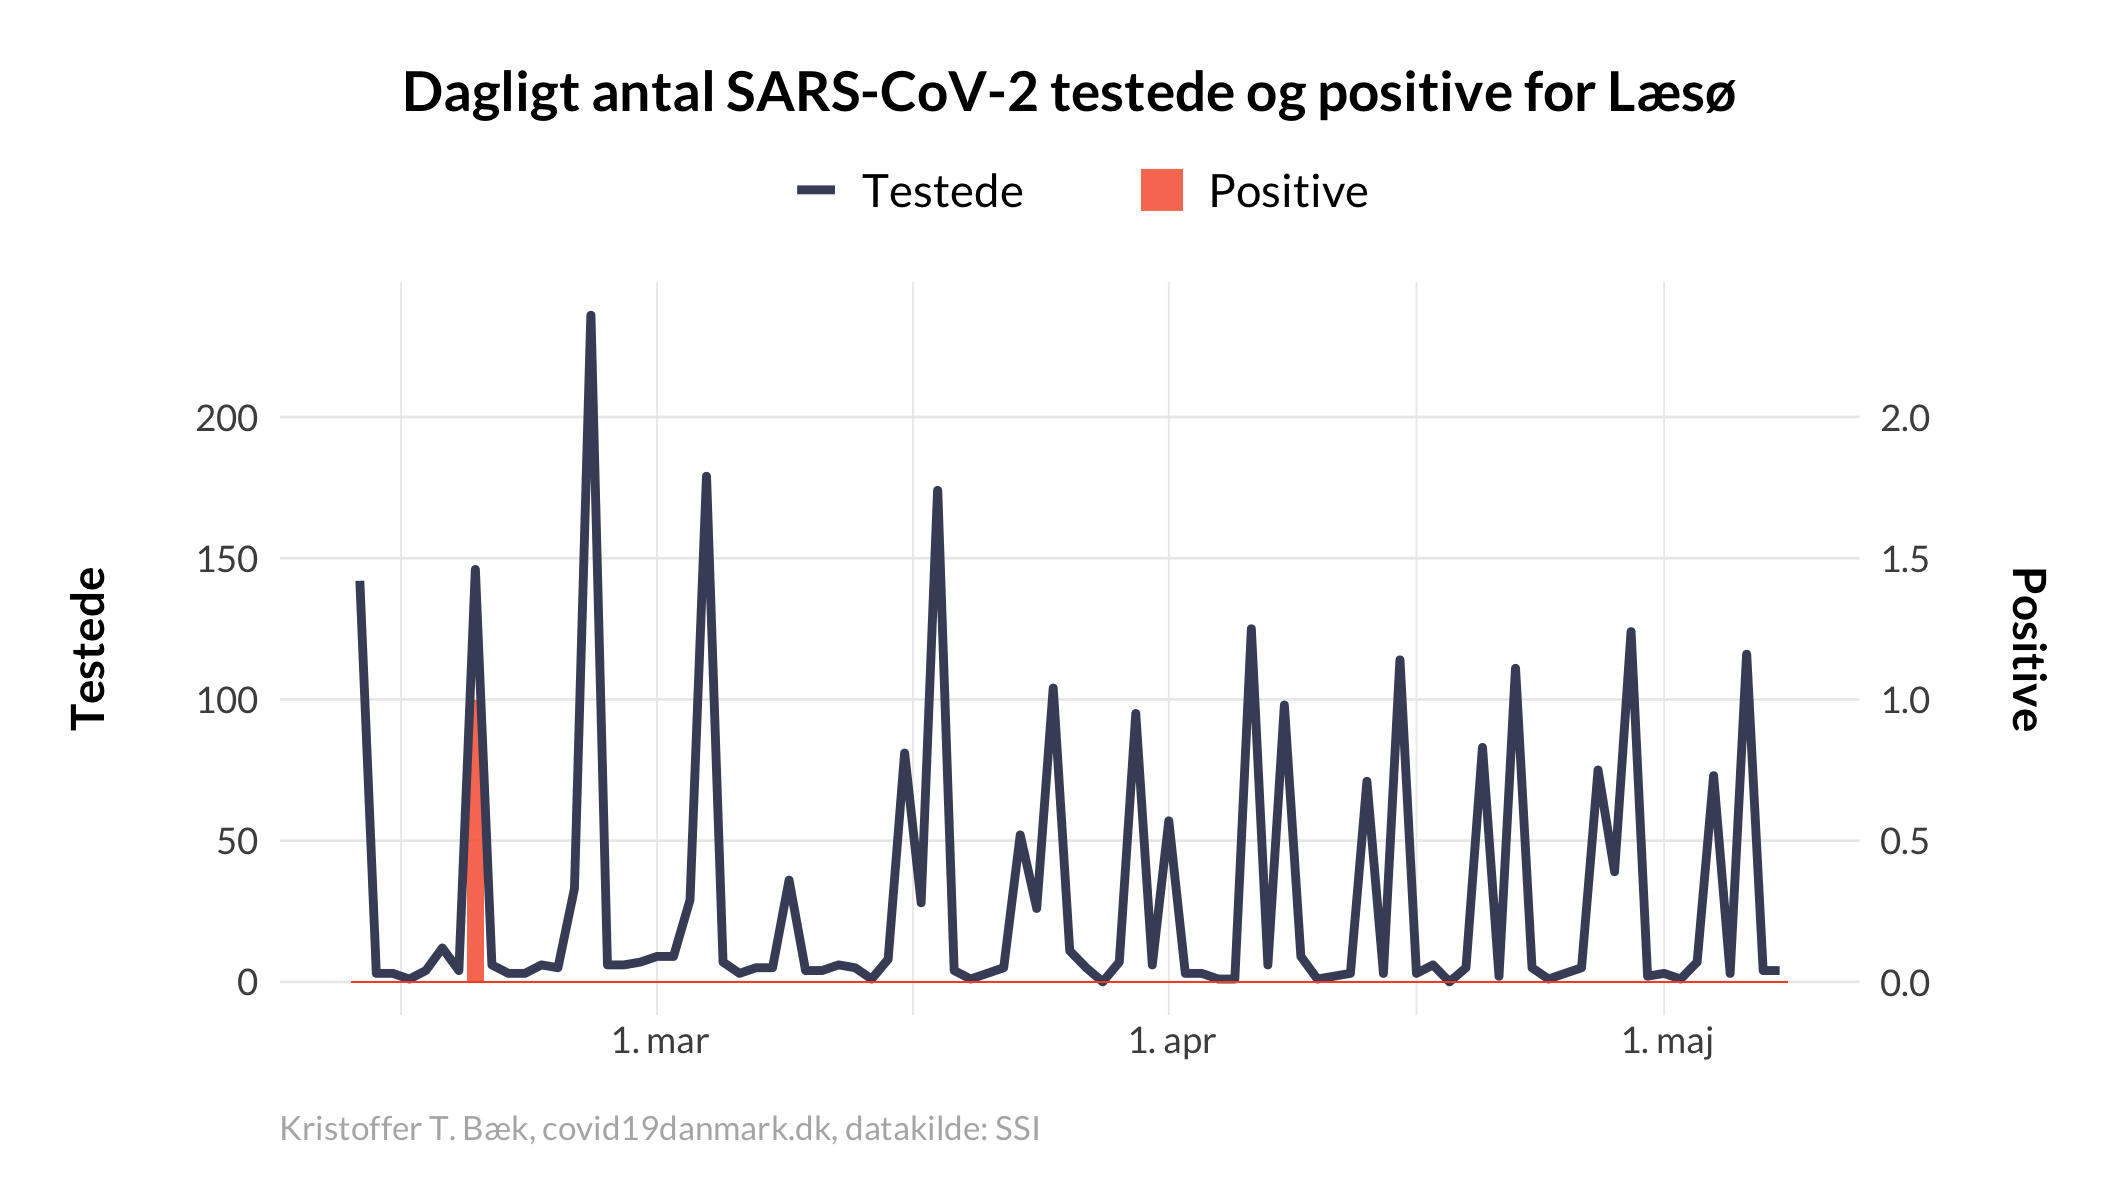 Dagligt antal SARS-CoV-2 testede og positive for Læsø
Testede
Positive
200
150
100
50
0
2.0
1.5
1.0
0.5
0.0
Testede
Positive
1. mar
1. apr
1. maj
Kristoffer T. Bæk, covid19danmark.dk, datakilde: SSI